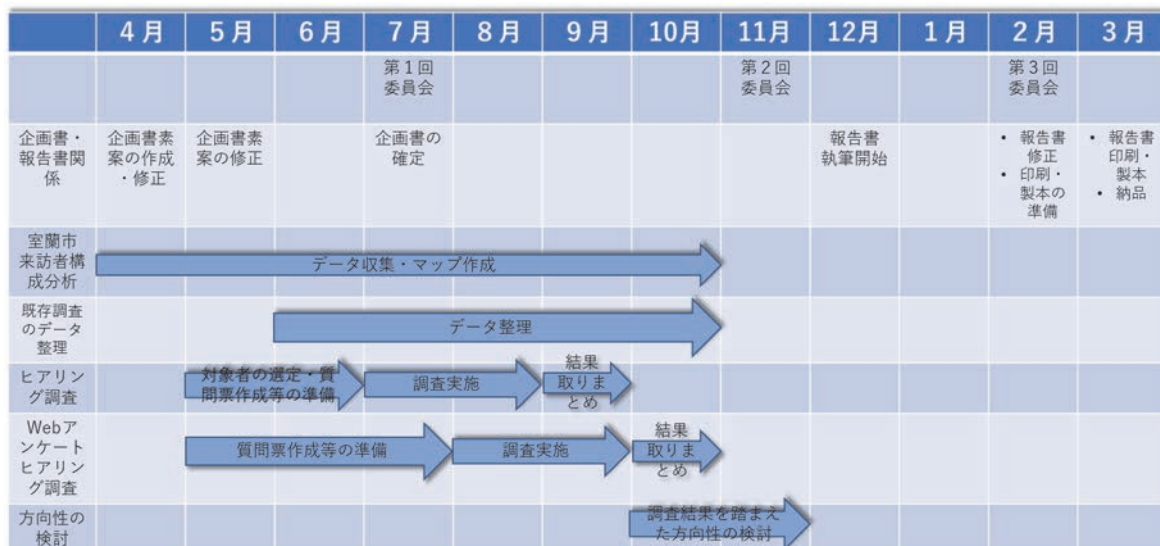 4月 5月 6月 7月 8月 9月 10月 11月 12月 1月 2月 3月
第1回 第2回 第3回
委員会 委員会 委員会
企画書・
報告書関
係
企画書素
案の作成
・修正
企画書素
案の修正
企画書の
確定
報告書
執筆開始
• 報告書
修正
• 印刷・
製本の
準備
• 報告書
印刷・
製本
• 納品
室蘭市
来訪者構
成分析
データ収集・マップ作成
既存調査
のデータ
整理
データ整理
ヒアリン
グ調査
対象者の選定・質
問票作成等の準備
調査実施
結果
取りま
とめ
Webア
ンケート
ヒアリン
グ調査
質問票作成等の準備
調査実施
結果
取りま
とめ
方向性の
検討
調査結果を踏まえ
た方向性の検討